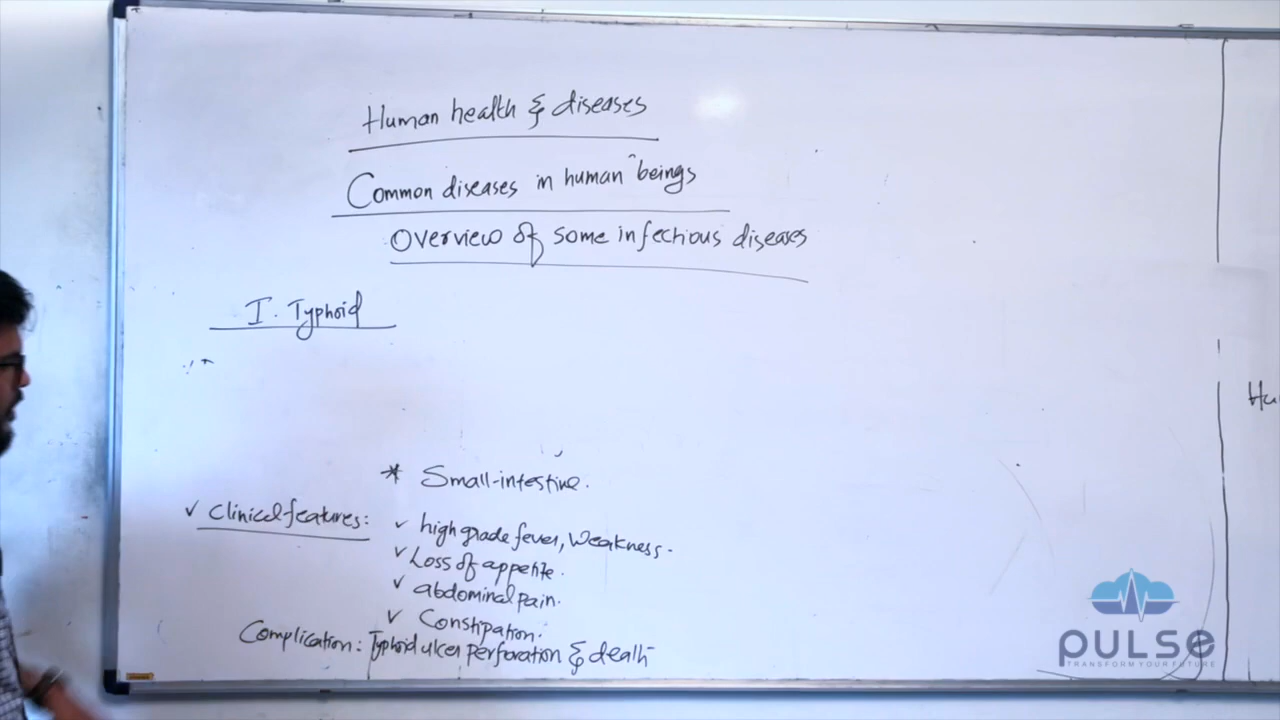 Human health & diseases
Common diseases in human beings
Overview of some infectious diseases
I. Typhoid
* Small-intestine.
✓ Clinical features:
✓ high grade fever, Weakness.
✓ Loss of appetite.
✓ abdominal pain.
✓ Constipation.
Complication: Typhoid ulcer perforation & death
Hu
PULSE
TRANSFORM YOUR FUTURE